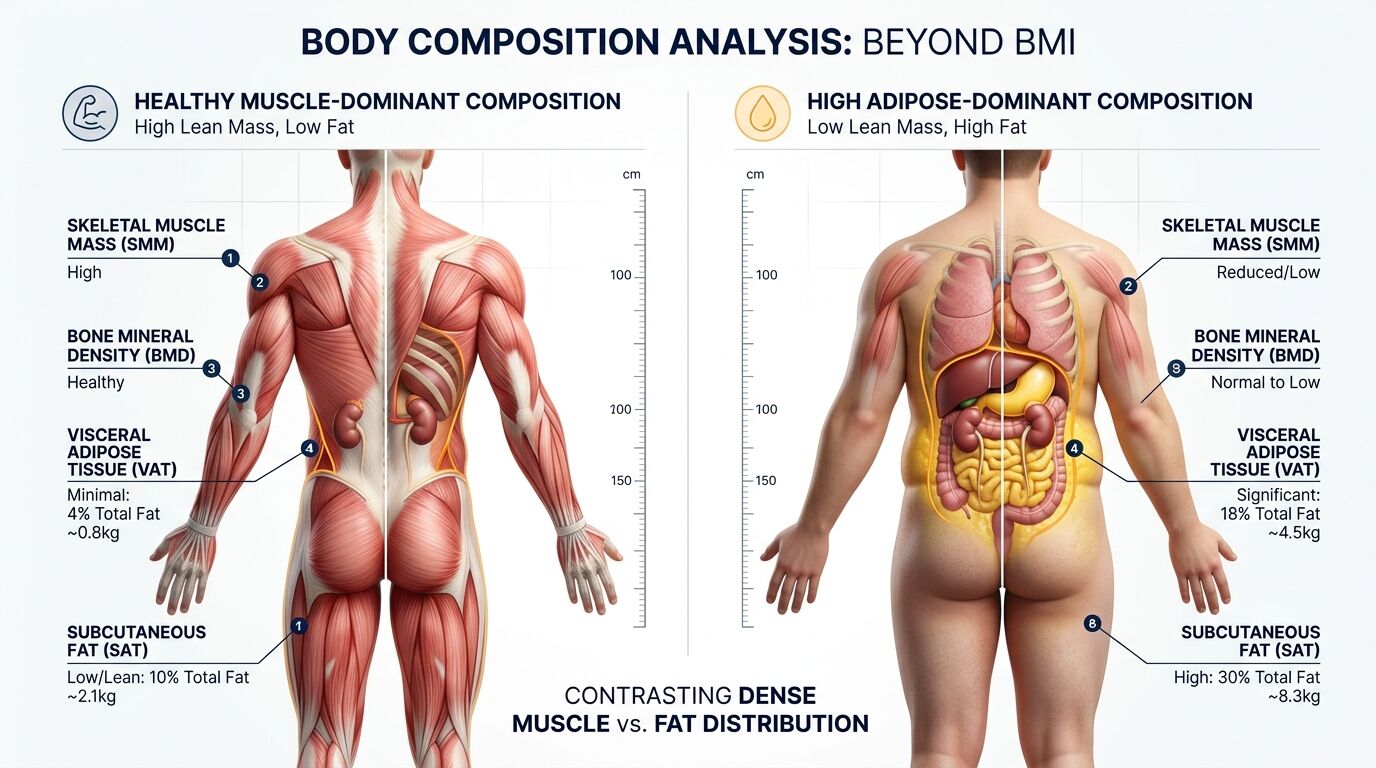 BODY COMPOSITION ANALYSIS: BEYOND BMI
HEALTHY MUSCLE-DOMINANT COMPOSITION
High Lean Mass, Low Fat
SKELETAL MUSCLE
MASS (SMM)
1
High
2
BONE MINERAL
DENSITY (BMD)
3
Healthy
3
VISCERAL
ADIPOSE
TISSUE (VAT)
4
Minimal:
4% Total Fat
~0.8kg
SUBCUTANEOUS
FAT (SAT)
1
Low/Lean: 10% Total Fat
~2.1kg
cm
100
100
150
HIGH ADIPOSE-DOMINANT COMPOSITION
Low Lean Mass, High Fat
cm
100
100
150
SKELETAL MUSCLE
MASS (SMM)
2
Reduced/Low
BONE MINERAL
DENSITY (BMD)
Normal to Low
VISCERAL
ADIPOSE
TISSUE (VAT)
4
Significant:
18% Total Fat
~4.5kg
SUBCUTANEOUS
FAT (SAT)
High: 30% Total Fat
~8.3kg
CONTRASTING DENSE
MUSCLE vs. FAT DISTRIBUTION